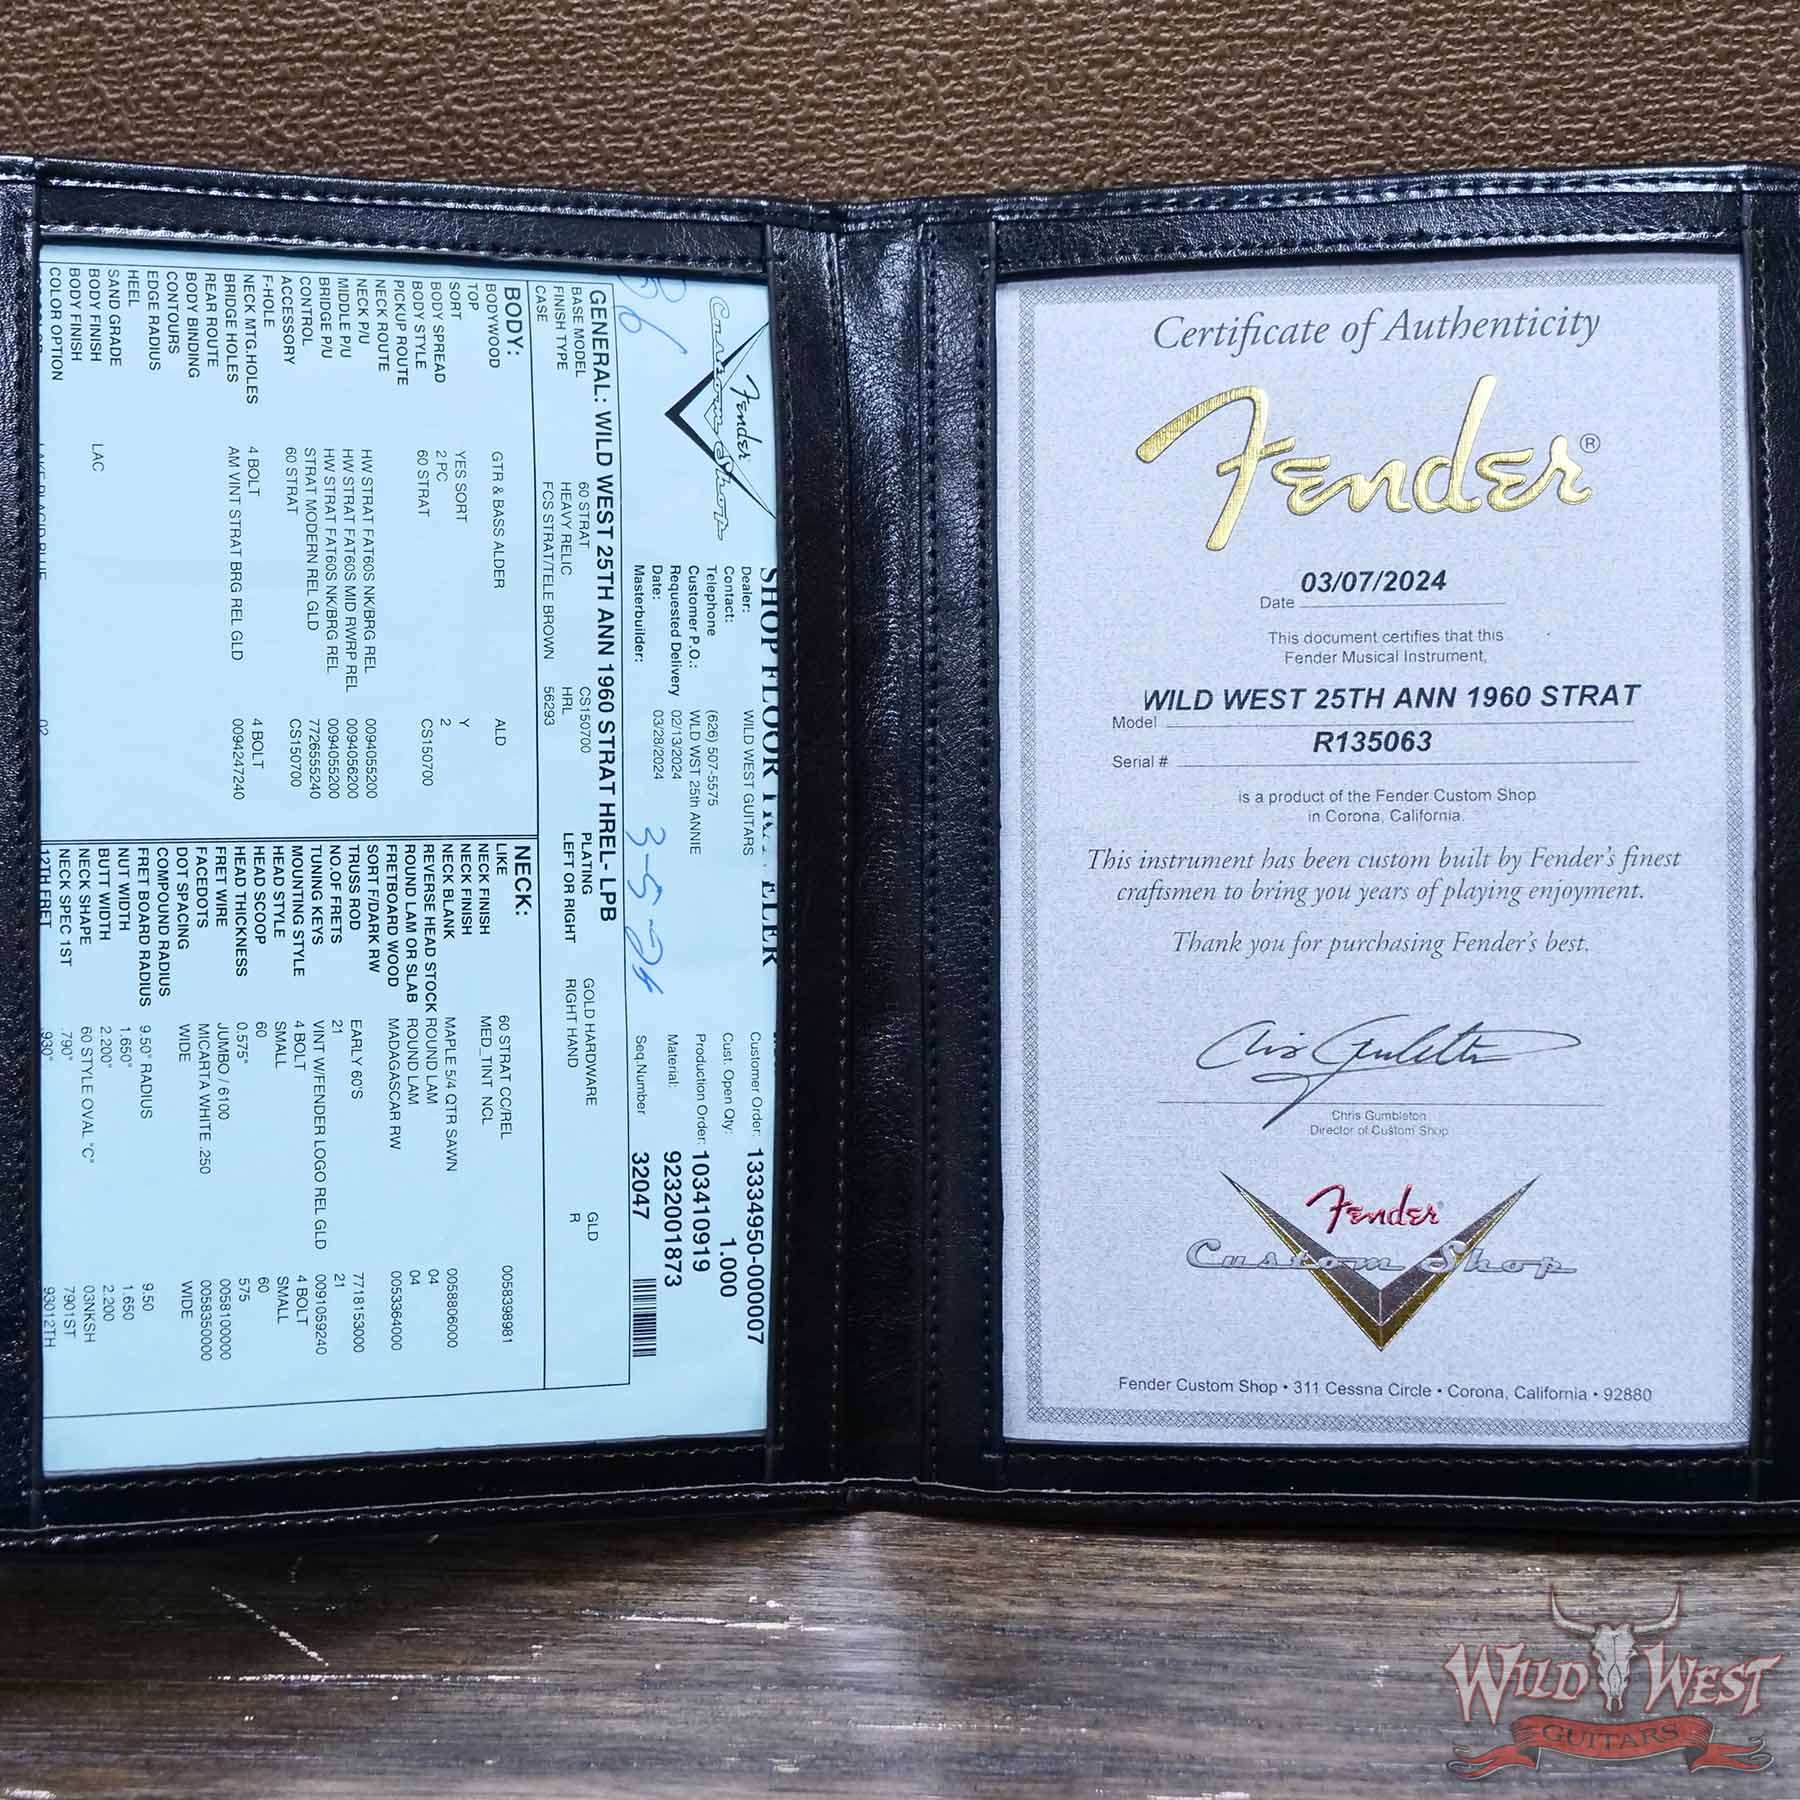 Fender
Custom Shop
SHOP FLOOR TRAVELER
Dealer: WILD WEST GUITARS
Contact:
Telephone (626) 507-5575
Customer P.O.: WLD WST 25th ANNIE
Requested Delivery 02/13/2024
Date: 03/28/2024
Masterbuilder:
3-5-24
Customer Order: 13334950-000007
Cust. Open Qty: 1.000
Production Order: 103410919
Material: 9232001873
Seq.Number 32047
GENERAL: WILD WEST 25TH ANN 1960 STRAT HREL- LPB
BASE MODEL 60 STRAT CS150700 PLATING GOLD HARDWARE GLD
FINISH TYPE HEAVY RELIC HRL LEFT OR RIGHT RIGHT HAND R
CASE FCS STRAT/TELE BROWN 56293
BODY:
BODYWOOD GTR & BASS ALDER ALD
TOP
SORT YES SORT Y
BODY SPREAD 2 PC 2
BODY STYLE 60 STRAT CS150700
PICKUP ROUTE
NECK ROUTE
NECK P/U HW STRAT FAT60S NK/BRG REL 0094055200
MIDDLE P/U HW STRAT FAT60S MID RWRP REL 0094056200
BRIDGE P/U HW STRAT FAT60S NK/BRG REL 0094055200
CONTROL STRAT MODERN REL GLD 7726555240
ACCESSORY 60 STRAT CS150700
F-HOLE
NECK MTG.HOLES 4 BOLT 4 BOLT
BRIDGE HOLES AM VINT STRAT BRG REL GLD 0094247240
REAR ROUTE
BODY BINDING
CONTOURS
EDGE RADIUS
HEEL
SAND GRADE
BODY FINISH LAC
BODY FINISH
COLOR OPTION
LAKE PLACID BLUE 02
NECK:
LIKE 60 STRAT CC/REL 0058398981
NECK FINISH MED_TINT NCL
NECK FINISH
NECK BLANK MAPLE 5/4 QTR SAWN 0058806000
REVERSE HEAD STOCK ROUND LAM 04
ROUND LAM OR SLAB ROUND LAM 04
FRETBOARD WOOD MADAGASCAR RW 0053364000
SORT F/DARK RW
TRUSS ROD EARLY 60'S 7718153000
NO.OF FRETS 21 21
TUNING KEYS VINT W/FENDER LOGO REL GLD 0091059240
MOUNTING STYLE 4 BOLT 4 BOLT
HEAD STYLE SMALL SMALL
HEAD SCOOP 60 60
HEAD THICKNESS 0.575" 575
FRET WIRE JUMBO / 6100 0058100000
FACEDOTS MICARTA WHITE .250 0058350000
DOT SPACING WIDE WIDE
COMPOUND RADIUS
FRET BOARD RADIUS 9.50" RADIUS 9.50
NUT WIDTH 1.650" 1.650
BUTT WIDTH 2.200" 2.200
NECK SHAPE 60 STYLE OVAL "C" 03NKSH
NECK SPEC 1ST .790" 7901ST
12TH FRET .930" 93012TH
Certificate of Authenticity
Fender®
03/07/2024
Date
This document certifies that this
Fender Musical Instrument,
WILD WEST 25TH ANN 1960 STRAT
Model
R135063
Serial #
is a product of the Fender Custom Shop
in Corona, California.
This instrument has been custom built by Fender's finest
craftsmen to bring you years of playing enjoyment.
Thank you for purchasing Fender's best.
Chris Gumbleton
Chris Gumbleton
Director of Custom Shop
Fender
Custom Shop
Fender Custom Shop • 311 Cessna Circle • Corona, California • 92880
WILD WEST
GUITARS